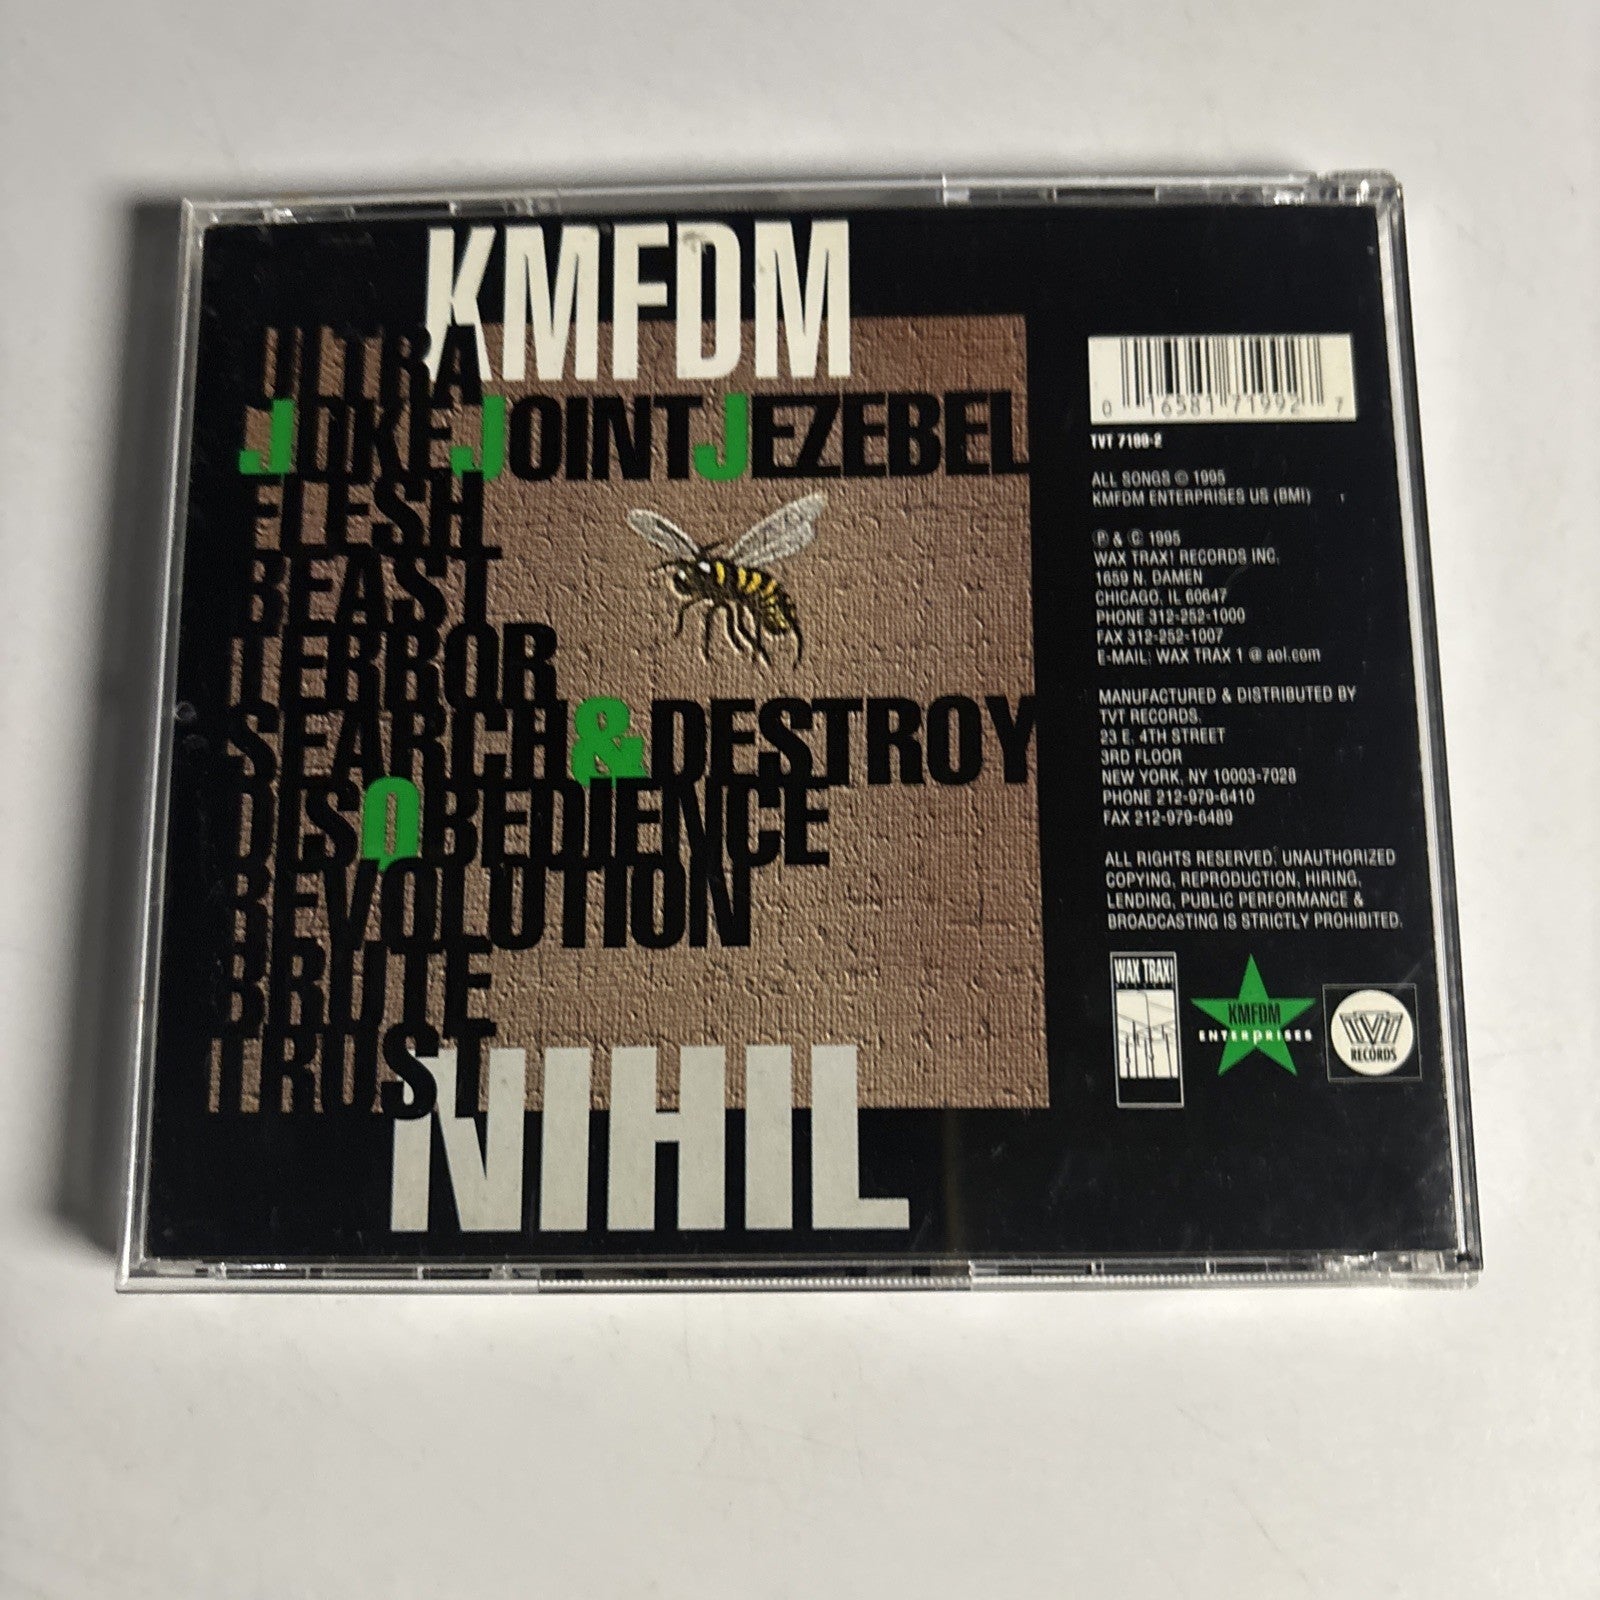 KMFDM
ULTRA
JUKE JOINT JEZEBEL
FLESH
BEAST
TERROR
SEARCH & DESTROY
DISOBEDIENCE
REVOLUTION
BRUTE
TRUST
NIHIL
0 16581 71992 7
TVT 7199-2
ALL SONGS © 1995
KMFDM ENTERPRISES US (BMI)
℗ & © 1995
WAX TRAX! RECORDS INC.
1659 N. DAMEN
CHICAGO, IL 60647
PHONE 312-252-1000
FAX 312-252-1007
E-MAIL: WAX TRAX 1 @ aol.com
MANUFACTURED & DISTRIBUTED BY
TVT RECORDS.
23 E. 4TH STREET
3RD FLOOR
NEW YORK, NY 10003-7028
PHONE 212-979-6410
FAX 212-979-6489
ALL RIGHTS RESERVED. UNAUTHORIZED
COPYING, REPRODUCTION, HIRING,
LENDING, PUBLIC PERFORMANCE &
BROADCASTING IS STRICTLY PROHIBITED.
WAX TRAX!
KMFDM
ENTERPRISES
TVT
RECORDS